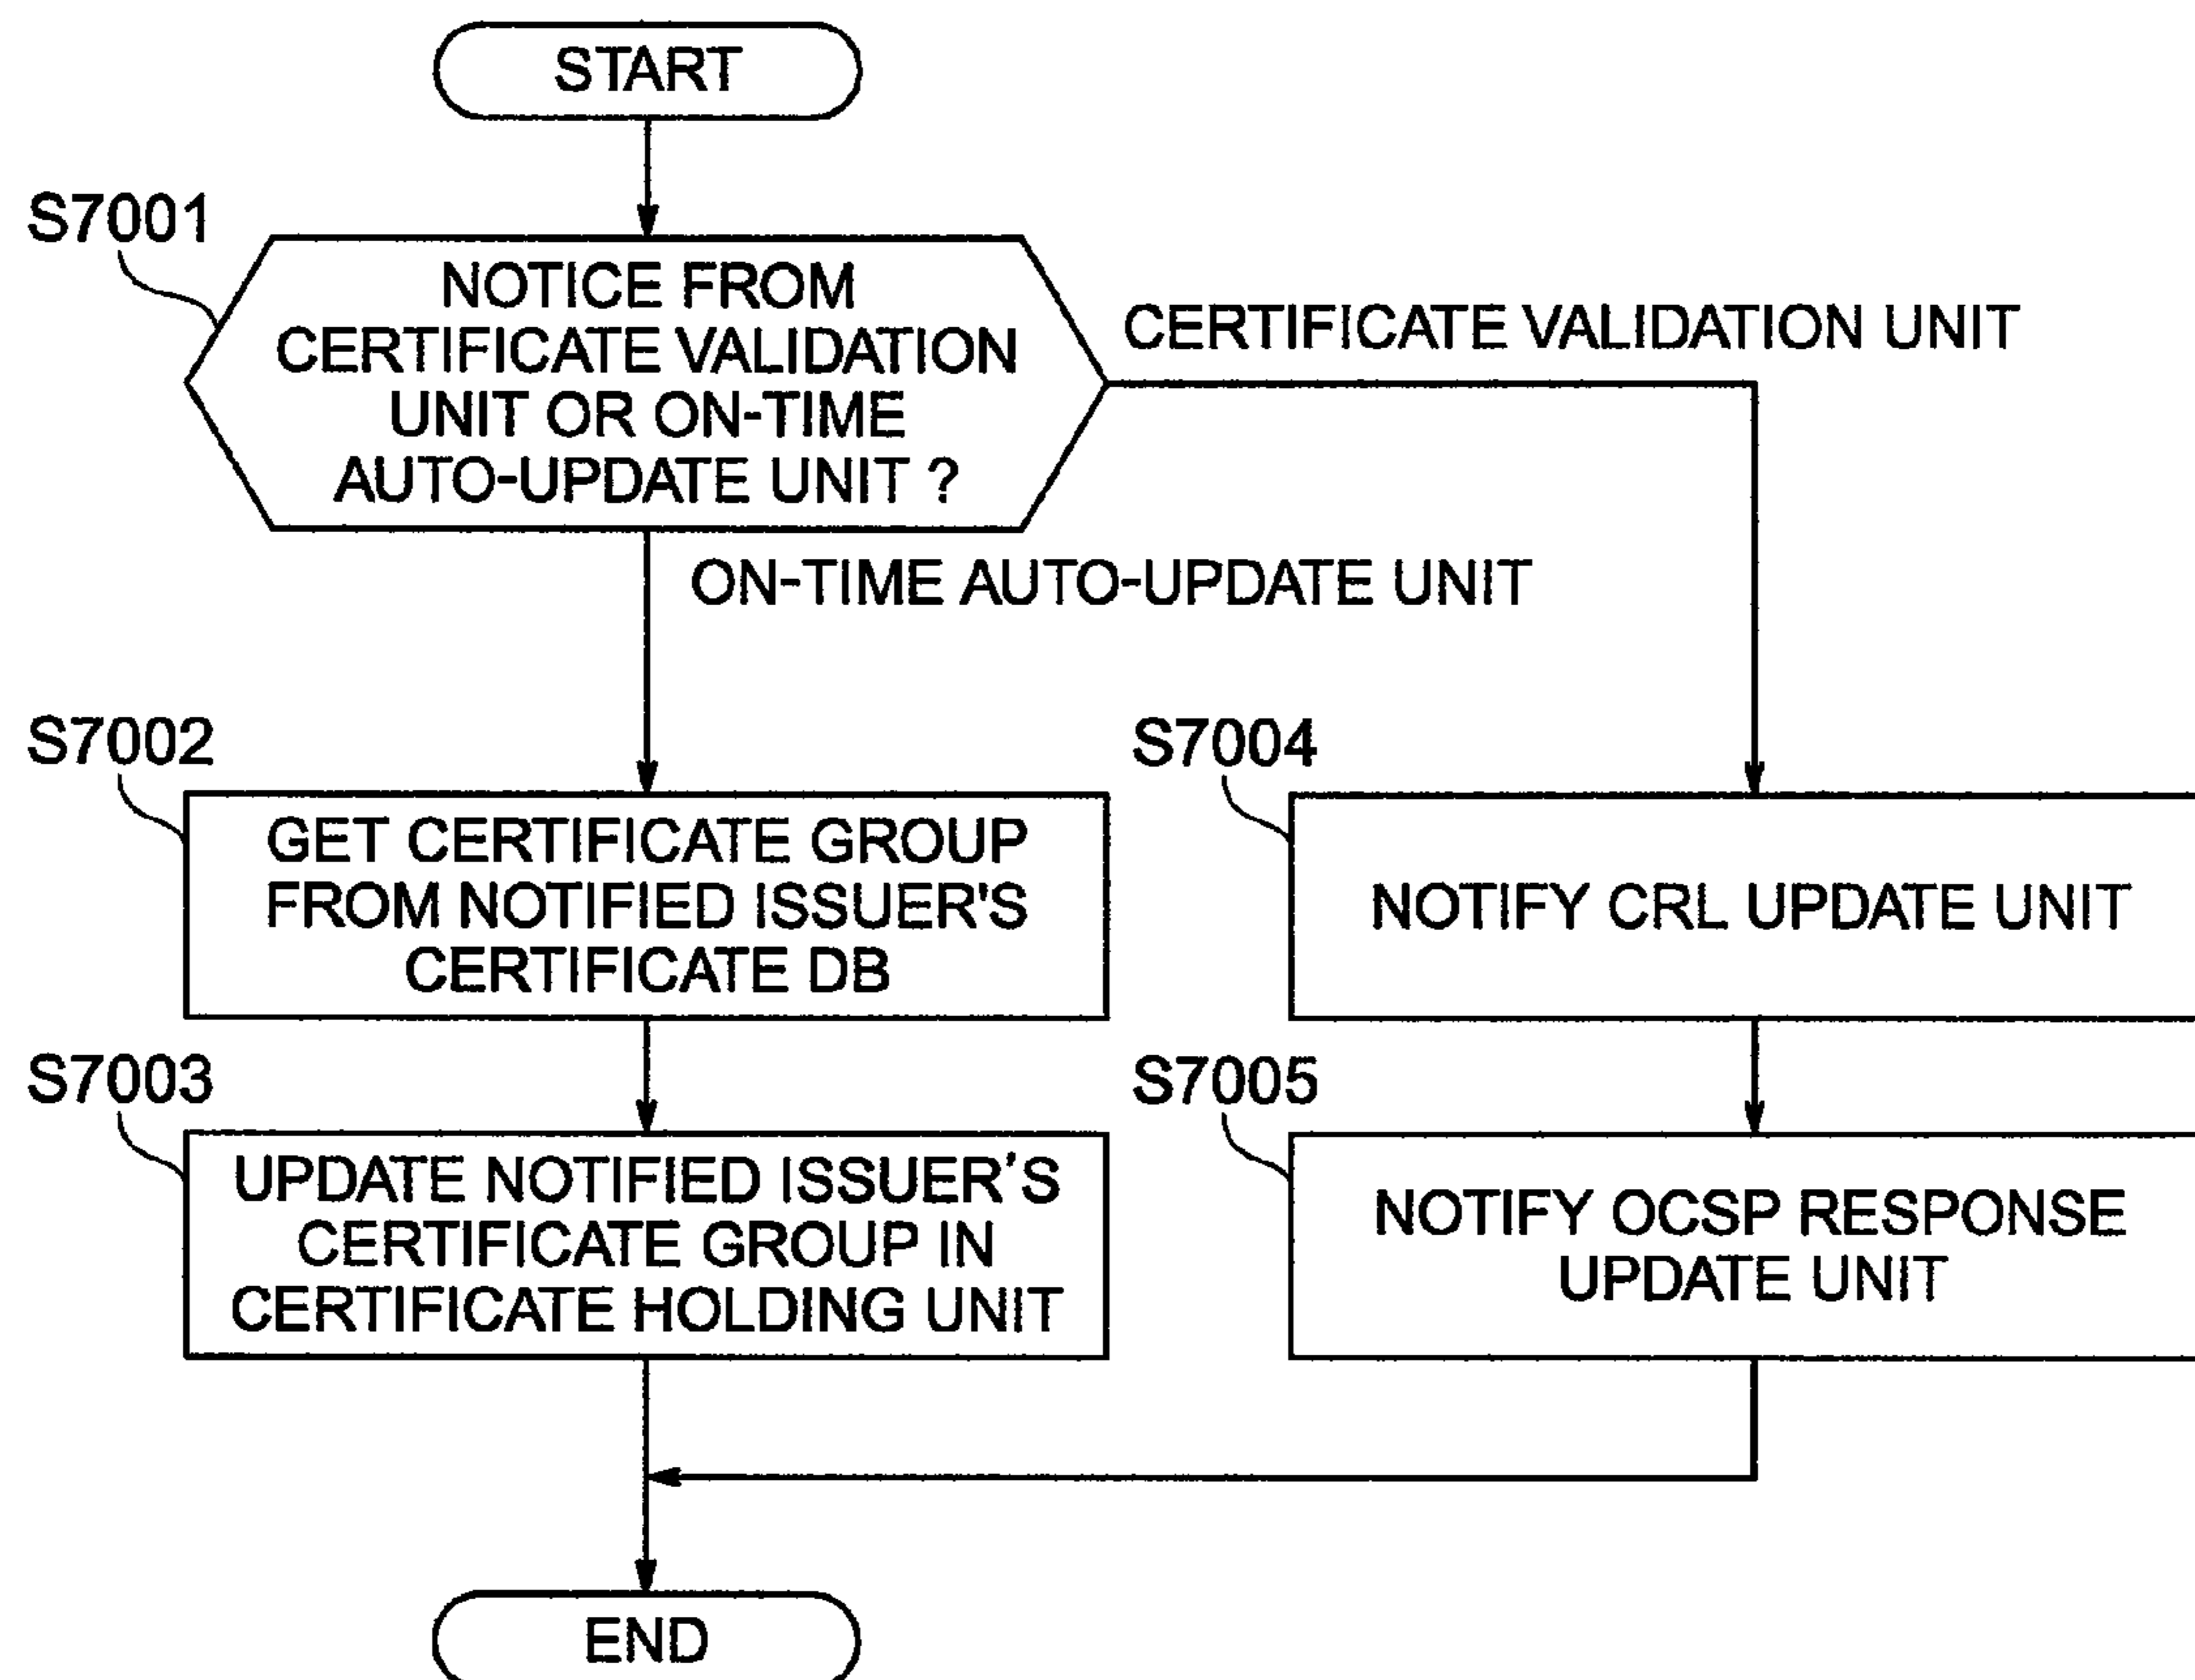 START
S7001
NOTICE FROM
CERTIFICATE VALIDATION
UNIT OR ON-TIME
AUTO-UPDATE UNIT ?
CERTIFICATE VALIDATION UNIT
ON-TIME AUTO-UPDATE UNIT
S7002
GET CERTIFICATE GROUP
FROM NOTIFIED ISSUER'S
CERTIFICATE DB
S7004
NOTIFY CRL UPDATE UNIT
S7003
UPDATE NOTIFIED ISSUER'S
CERTIFICATE GROUP IN
CERTIFICATE HOLDING UNIT
S7005
NOTIFY OCSP RESPONSE
UPDATE UNIT
END